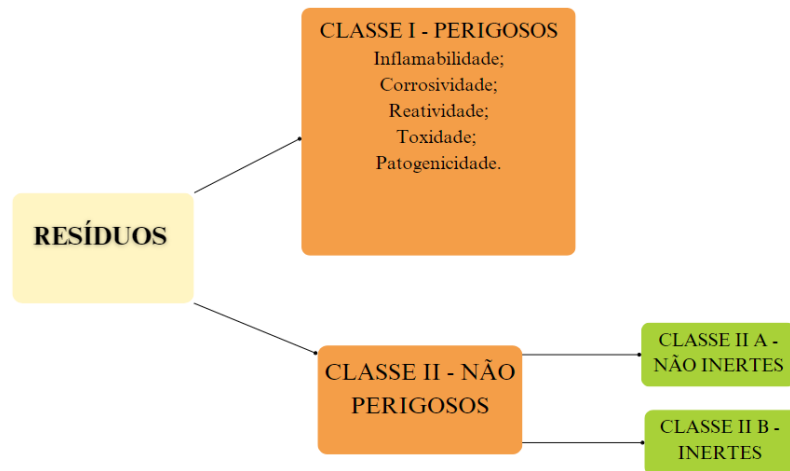 CLASSE I - PERIGOSOS
Inflamabilidade;
Corrosividade;
Reatividade;
Toxidade;
Patogenicidade.
RESÍDUOS
CLASSE II - NÃO
PERIGOSOS
CLASSE II A -
NÃO INERTES
CLASSE II B -
INERTES